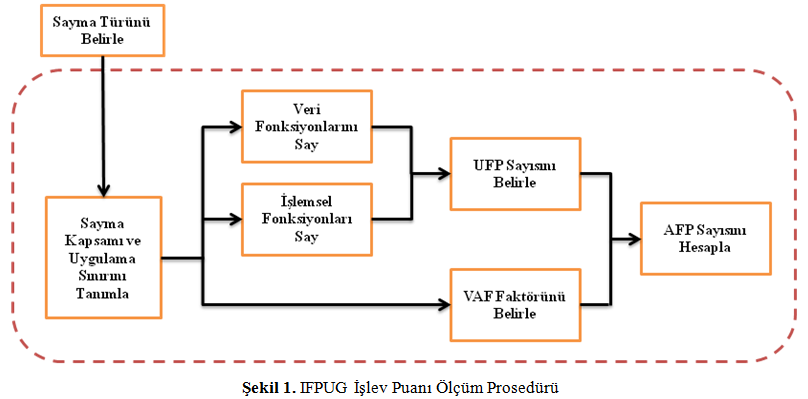 Sayma Türünü
Belirle
Veri
Fonksiyonlarını
Say
UFP Sayısını
Belirle
İşlemsel
Fonksiyonları
Say
Sayma
Kapsamı ve
Uygulama
Sınırını
Tanımla
AFP Sayısını
Hesapla
VAF Faktörünü
Belirle
Şekil 1. IFPUG İşlev Puanı Ölçüm Prosedürü